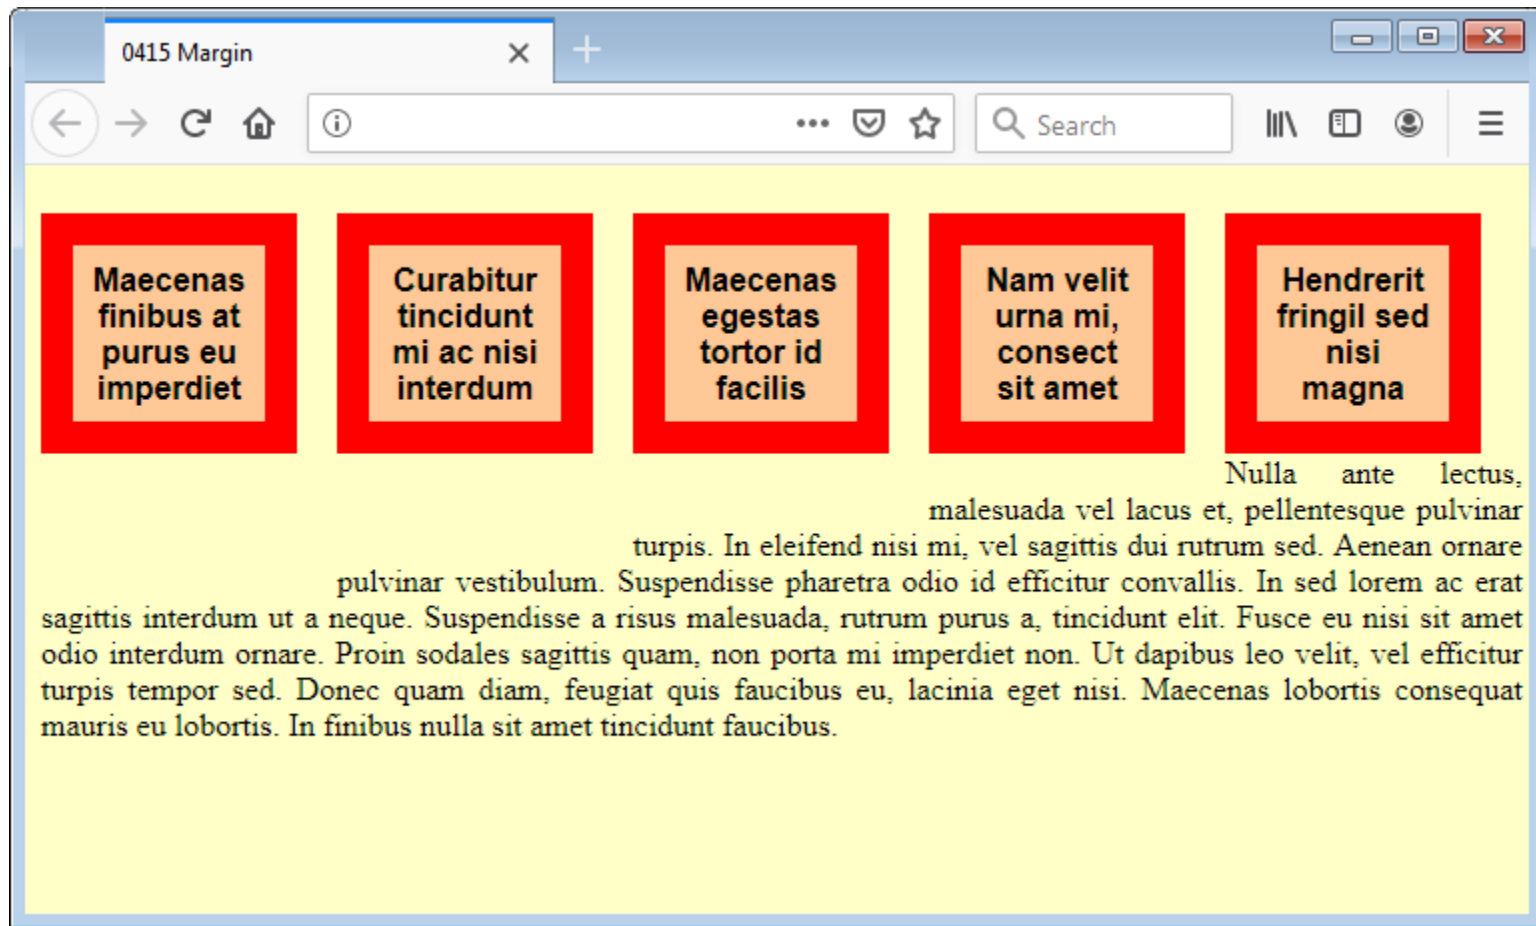 0415 Margin
Search
Maecenas
finibus at
purus eu
imperdiet
Curabitur
tincidunt
mi ac nisi
interdum
Maecenas
egestas
tortor id
facilis
Nam velit
urna mi,
consect
sit amet
Hendrerit
fringil sed
nisi
magna
Nulla ante lectus,
malesuada vel lacus et, pellentesque pulvinar
turpis. In eleifend nisi mi, vel sagittis dui rutrum sed. Aenean ornare
pulvinar vestibulum. Suspendisse pharetra odio id efficitur convallis. In sed lorem ac erat
sagittis interdum ut a neque. Suspendisse a risus malesuada, rutrum purus a, tincidunt elit. Fusce eu nisi sit amet
odio interdum ornare. Proin sodales sagittis quam, non porta mi imperdiet non. Ut dapibus leo velit, vel efficitur
turpis tempor sed. Donec quam diam, feugiat quis faucibus eu, lacinia eget nisi. Maecenas lobortis consequat
mauris eu lobortis. In finibus nulla sit amet tincidunt faucibus.